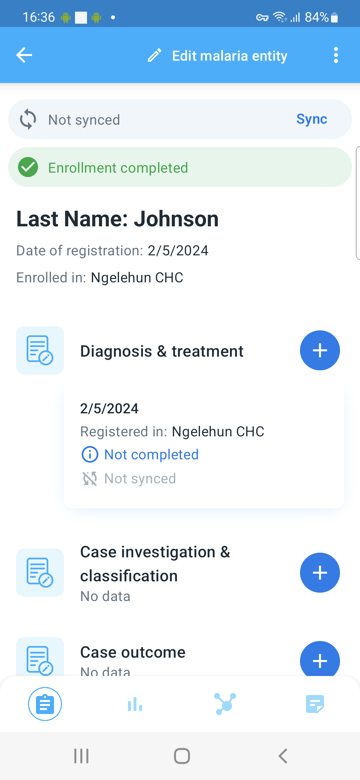 16:36
84%
Edit malaria entity
Not synced
Sync
Enrollment completed
Last Name: Johnson
Date of registration: 2/5/2024
Enrolled in: Ngelehun CHC
Diagnosis & treatment
2/5/2024
Registered in: Ngelehun CHC
Not completed
Not synced
Case investigation &
classification
No data
Case outcome
No data